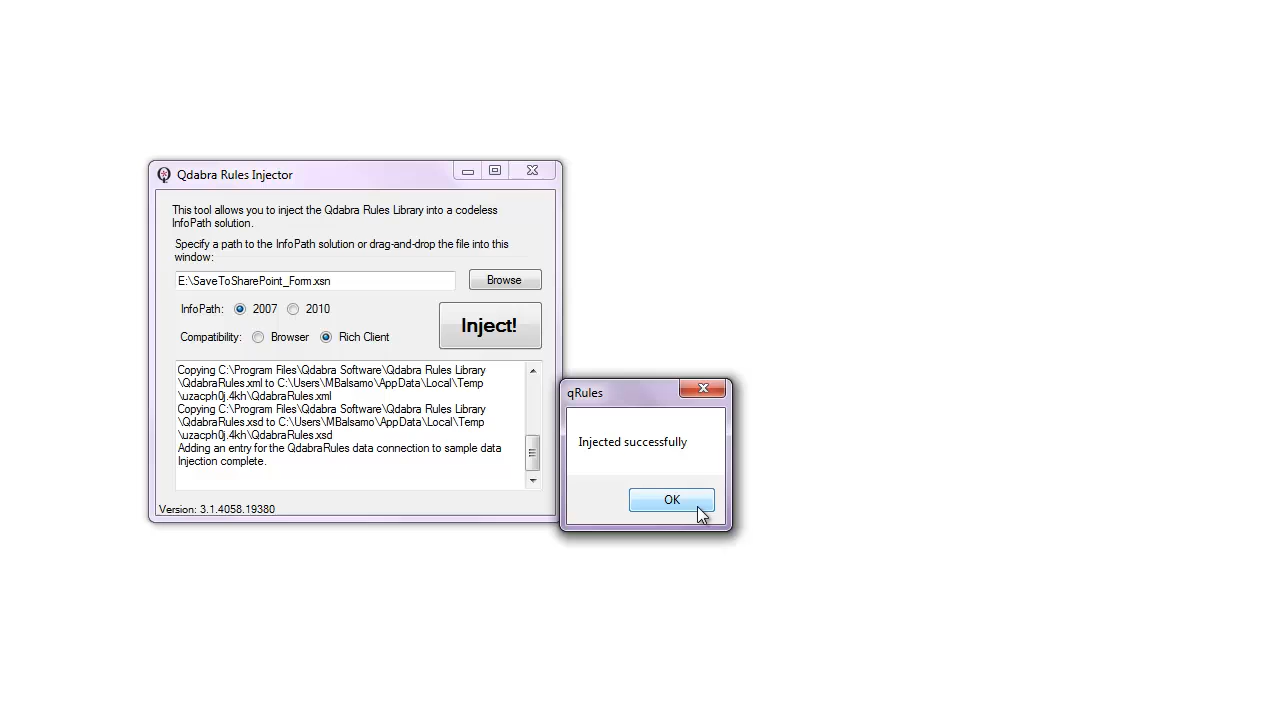 Qdabra Rules Injector
This tool allows you to inject the Qdabra Rules Library into a codeless
InfoPath solution.
Specify a path to the InfoPath solution or drag-and-drop the file into this
window:
E:\SaveToSharePoint_Form.xsn
Browse
InfoPath: 2007 2010
Inject!
Compatibility: Browser Rich Client
Copying C:\Program Files\Qdabra Software\Qdabra Rules Library
\QdabraRules.xml to C:\Users\MBalsamo\AppData\Local\Temp
\uzacph0j.4kh\QdabraRules.xml
Copying C:\Program Files\Qdabra Software\Qdabra Rules Library
\QdabraRules.xsd to C:\Users\MBalsamo\AppData\Local\Temp
\uzacph0j.4kh\QdabraRules.xsd
Adding an entry for the QdabraRules data connection to sample data
Injection complete.
Version: 3.1.4058.19380
qRules
Injected successfully
OK